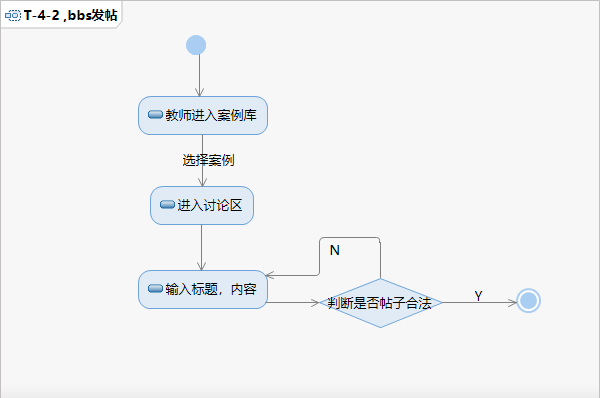 T-4-2 ,bbs发帖
教师进入案例库
选择案例
进入讨论区
N
输入标题，内容
判断是否帖子合法
Y